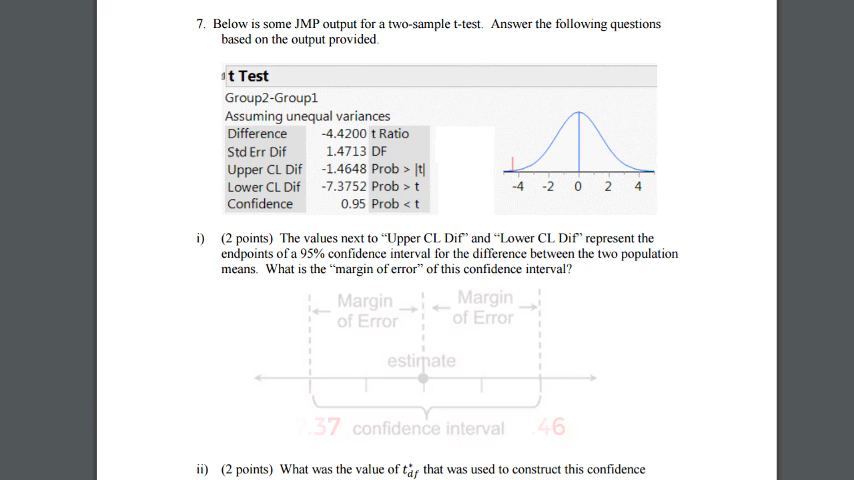 7. Below is some JMP output for a two-sample t-test. Answer the following questions
based on the output provided.
t Test
Group2-Group1
Assuming unequal variances
Difference -4.4200 t Ratio
Std Err Dif 1.4713 DF
Upper CL Dif -1.4648 Prob > |t|
Lower CL Dif -7.3752 Prob > t
Confidence 0.95 Prob < t
-4 -2 0 2 4
i) (2 points) The values next to “Upper CL Dif” and “Lower CL Dif” represent the
endpoints of a 95% confidence interval for the difference between the two population
means. What is the “margin of error” of this confidence interval?
Margin Margin
of Error of Error
estimate
.37 confidence interval .46
ii) (2 points) What was the value of t*df that was used to construct this confidence